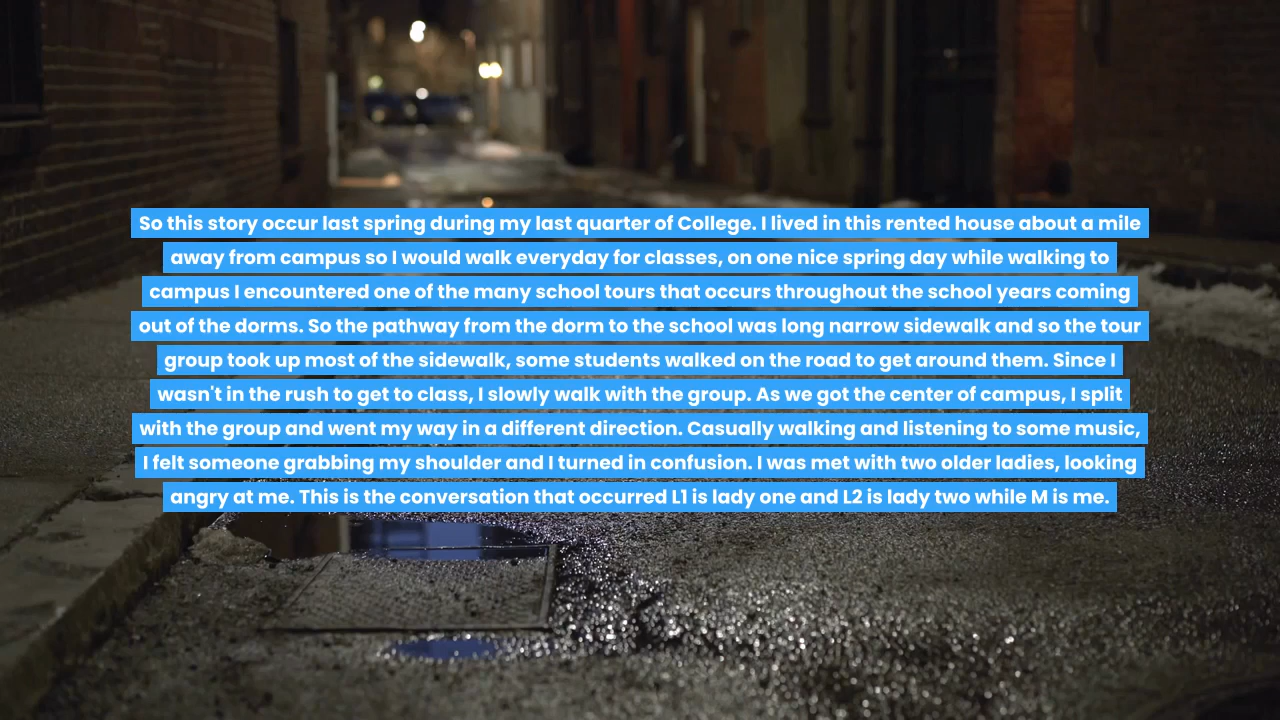 So this story occur last spring during my last quarter of College. I lived in this rented house about a mile
away from campus so I would walk everyday for classes, on one nice spring day while walking to
campus I encountered one of the many school tours that occurs throughout the school years coming
out of the dorms. So the pathway from the dorm to the school was long narrow sidewalk and so the tour
group took up most of the sidewalk, some students walked on the road to get around them. Since I
wasn't in the rush to get to class, I slowly walk with the group. As we got the center of campus, I split
with the group and went my way in a different direction. Casually walking and listening to some music,
I felt someone grabbing my shoulder and I turned in confusion. I was met with two older ladies, looking
angry at me. This is the conversation that occurred L1 is lady one and L2 is lady two while M is me.